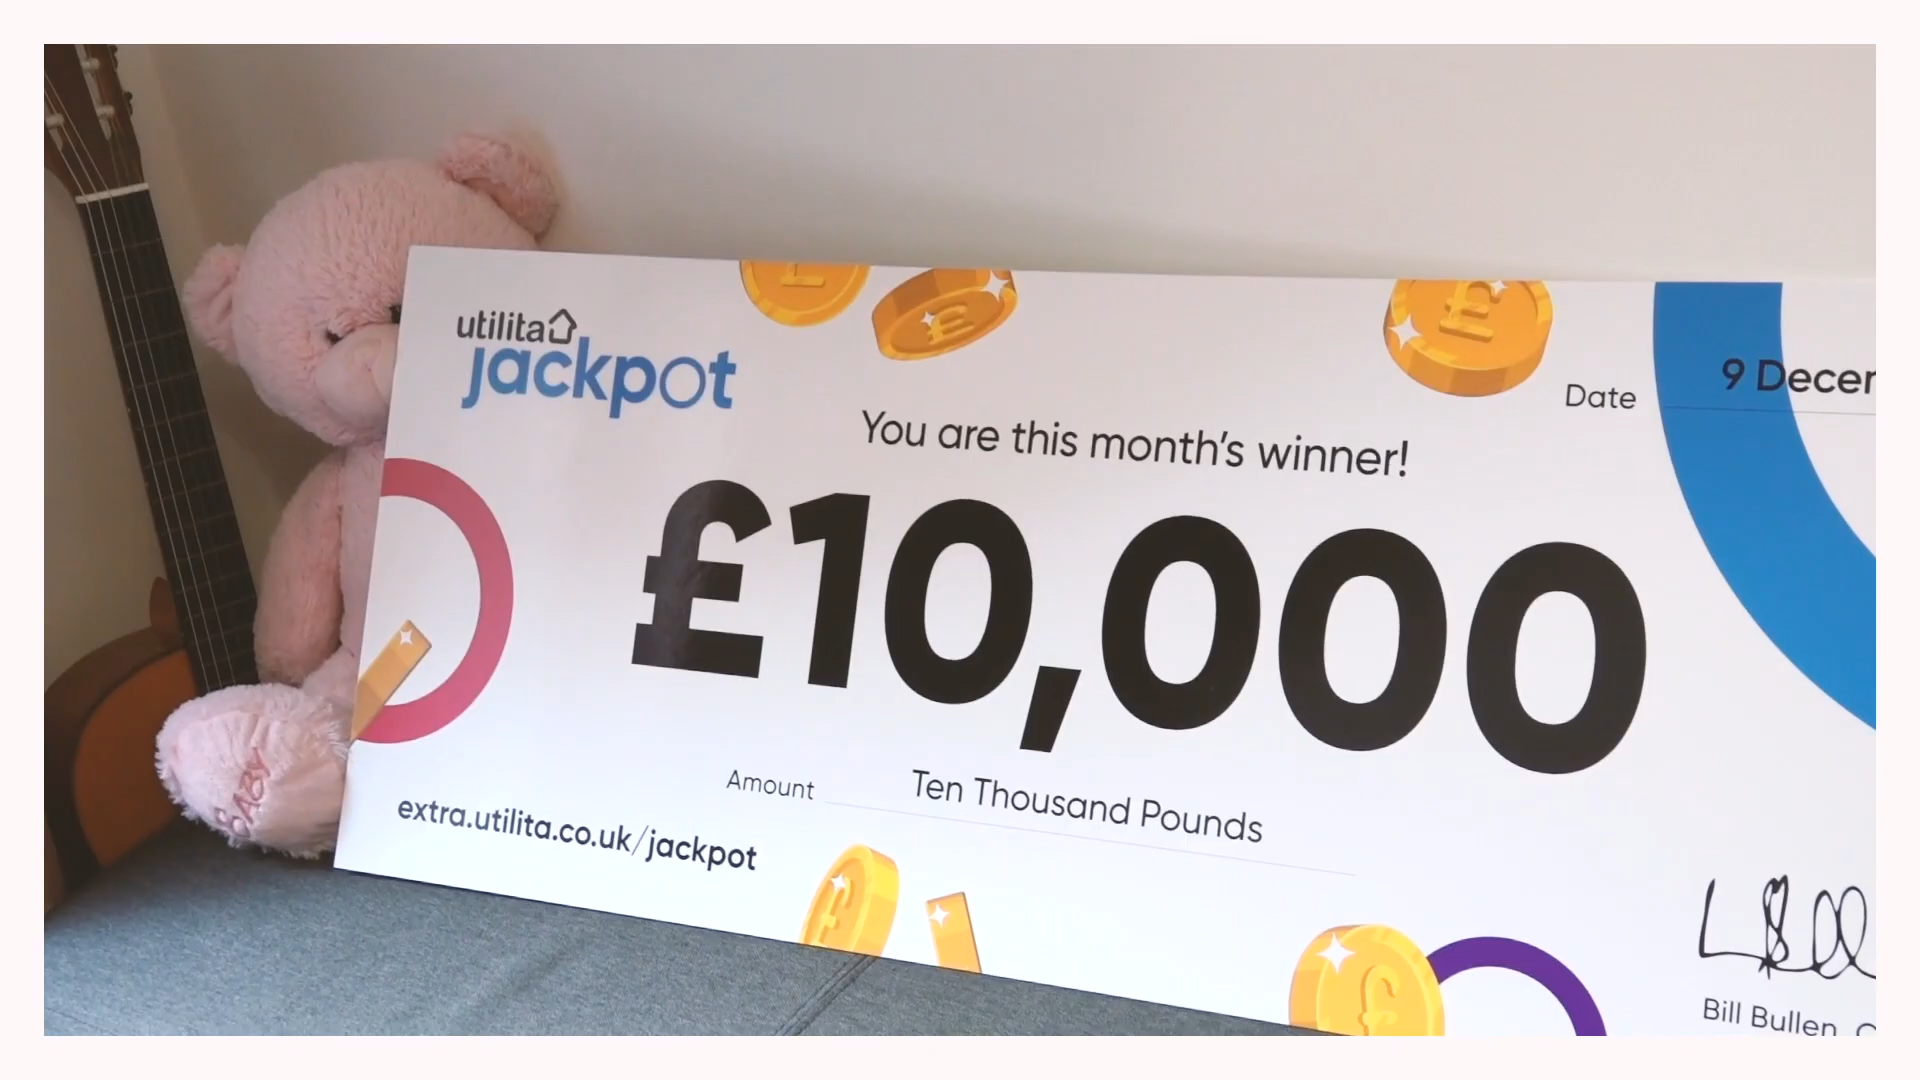 utilita
jackpot
Date
9 Decem
You are this month's winner!
£10,000
Amount
Ten Thousand Pounds
extra.utilita.co.uk/jackpot
Bill Bullen, C
BABY